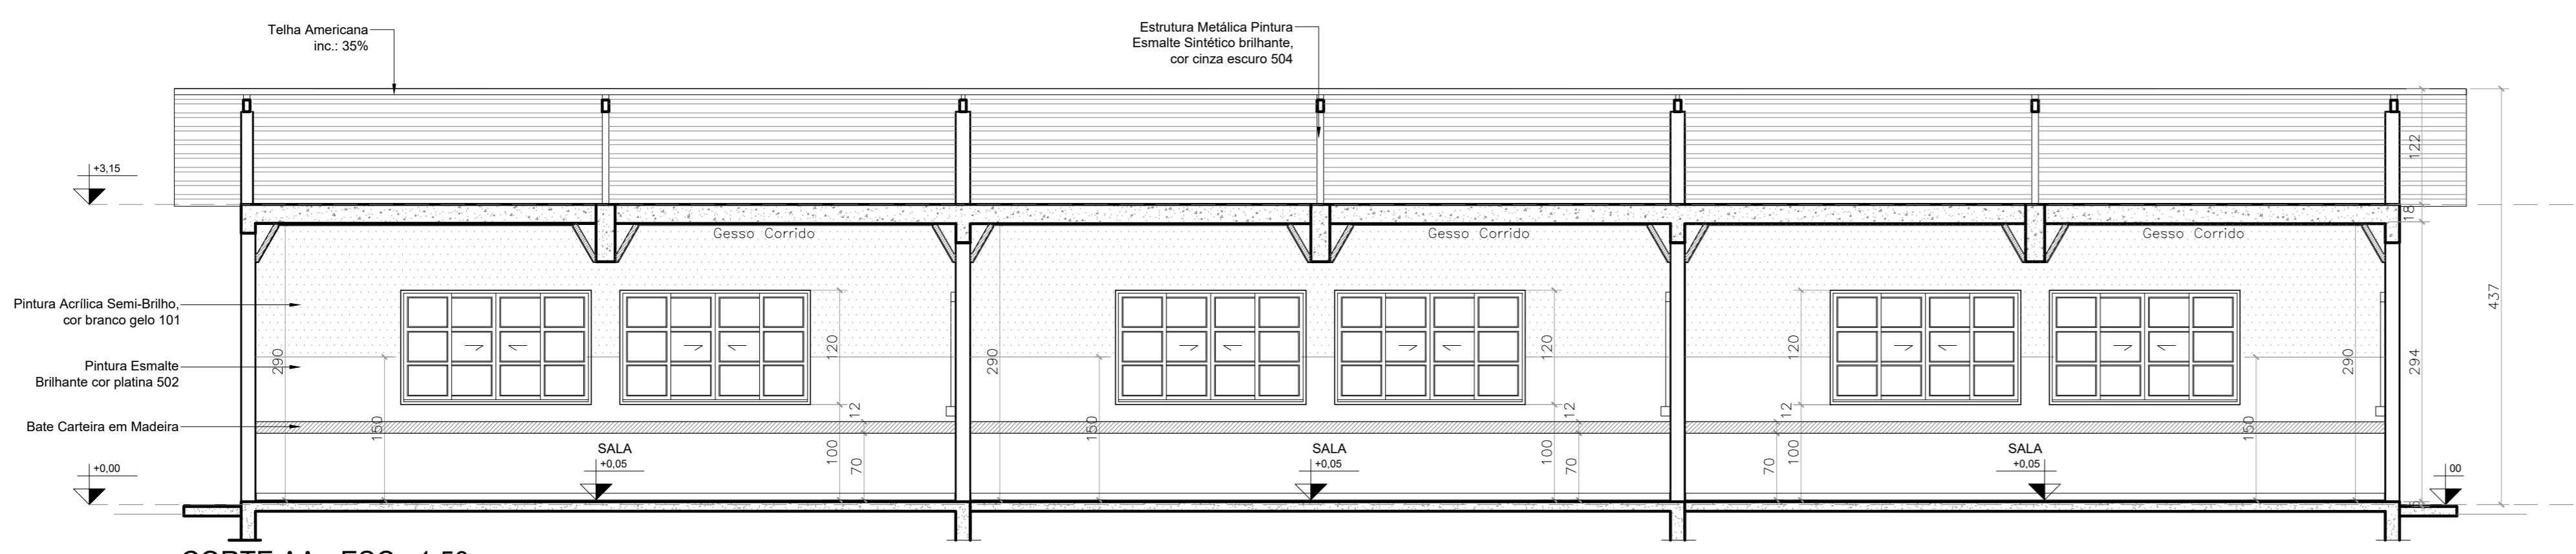 Telha Americana
inc.: 35%
Estrutura Metálica Pintura
Esmalte Sintético brilhante,
cor cinza escuro 504
+3,15
122
18
437
294
Gesso Corrido
Gesso Corrido
Gesso Corrido
Pintura Acrílica Semi-Brilho,
cor branco gelo 101
Pintura Esmalte
Brilhante cor platina 502
Bate Carteira em Madeira
290
150
120
12
100
70
290
150
120
12
100
70
120
12
100
70
150
290
SALA
+0,05
SALA
+0,05
SALA
+0,05
+0,00
00